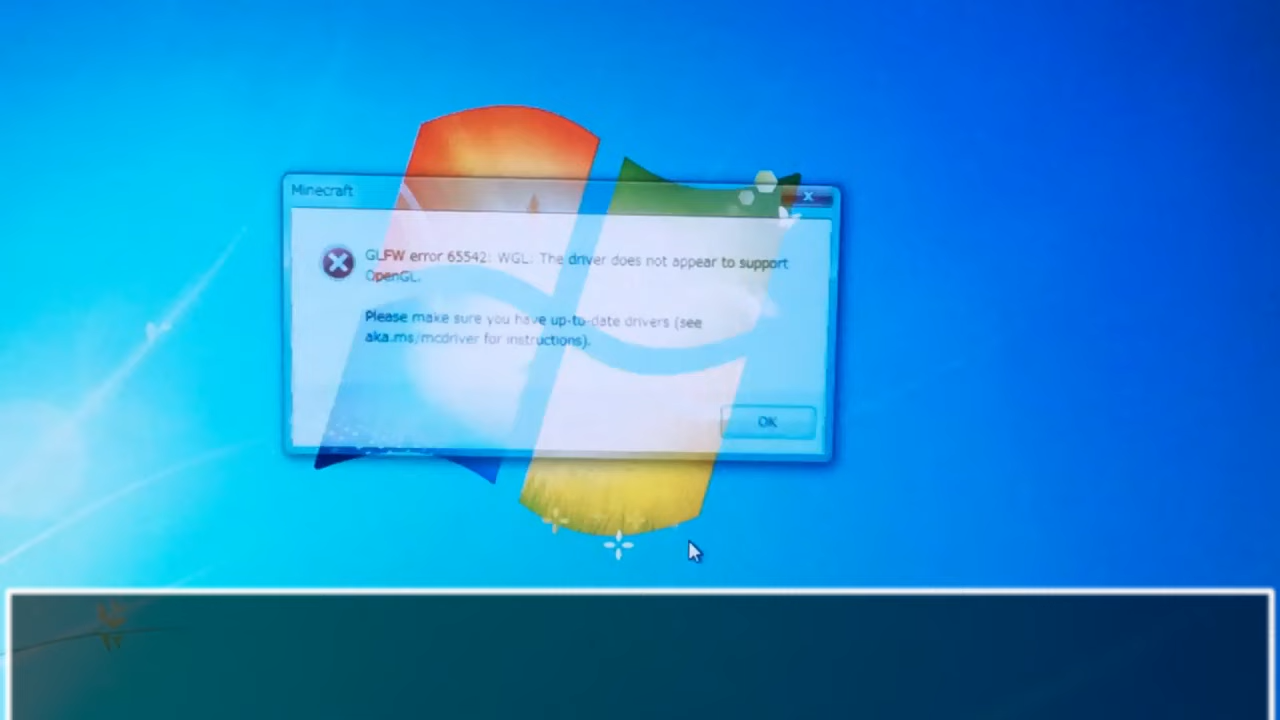 Minecraft
GLFW error 65542: WGL: The driver does not appear to support
OpenGL.
Please make sure you have up-to-date drivers (see
aka.ms/mcdriver for instructions).
OK